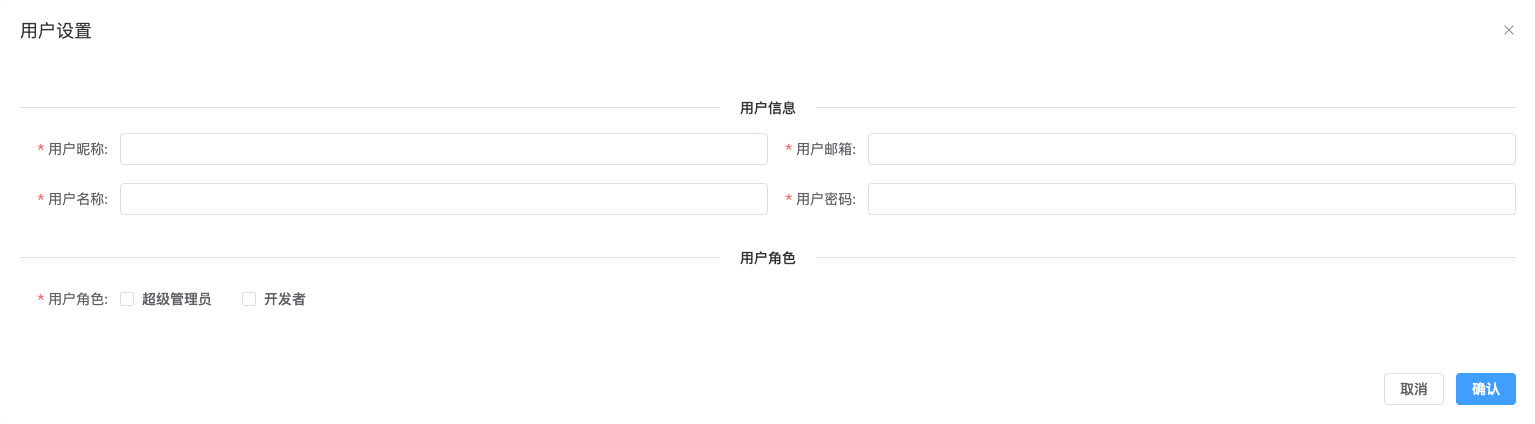 用户设置
用户信息
* 用户昵称:
* 用户邮箱:
* 用户名称:
* 用户密码:
用户角色
* 用户角色: 超级管理员 开发者
取消 确认